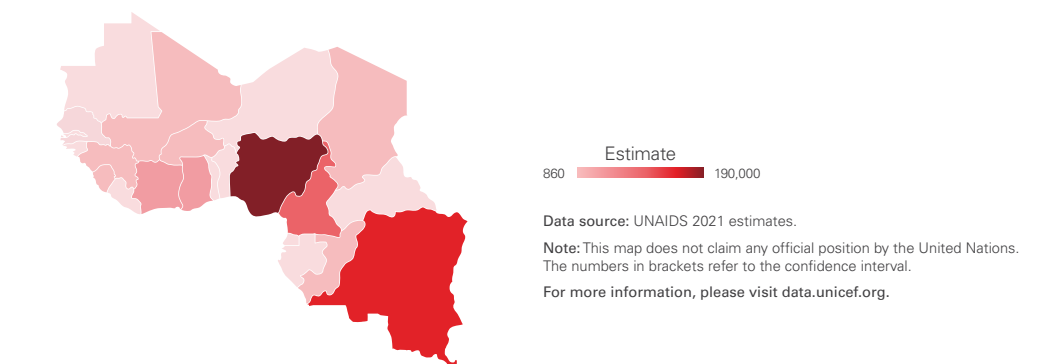 Estimate
860 190,000
Data source: UNAIDS 2021 estimates.
Note: This map does not claim any official position by the United Nations.
The numbers in brackets refer to the confidence interval.
For more information, please visit data.unicef.org.